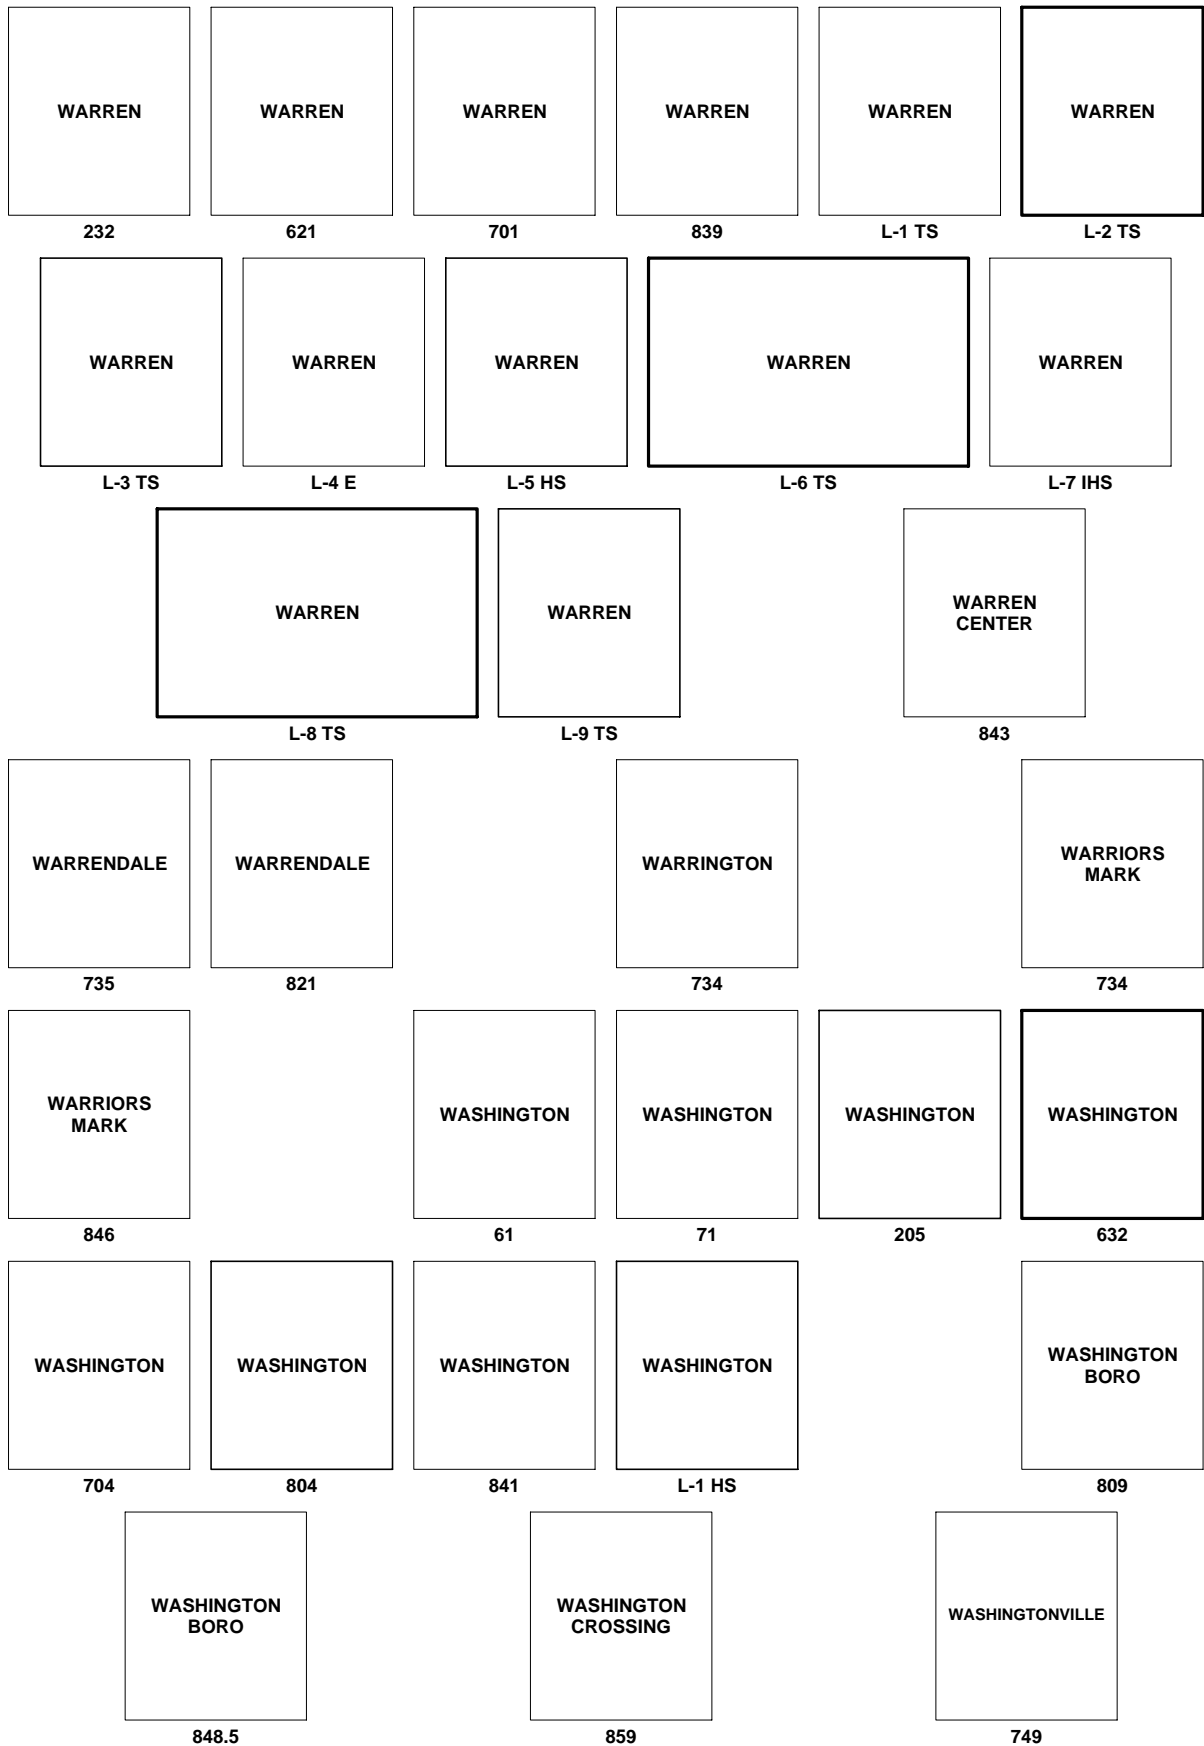 WARREN WARREN WARREN WARREN WARREN WARREN
232 621 701 839 L-1 TS L-2 TS
WARREN WARREN WARREN WARREN WARREN
L-3 TS L-4 E L-5 HS L-6 TS L-7 IHS
WARREN WARREN WARREN
CENTER
L-8 TS L-9 TS 843
WARRENDALE WARRENDALE WARRINGTON WARRIORS
MARK
735 821 734 734
WARRIORS
MARK WASHINGTON WASHINGTON WASHINGTON WASHINGTON
846 61 71 205 632
WASHINGTON WASHINGTON WASHINGTON WASHINGTON WASHINGTON
BORO
704 804 841 L-1 HS 809
WASHINGTON
BORO
WASHINGTON
CROSSING
WASHINGTONVILLE
848.5 859 749